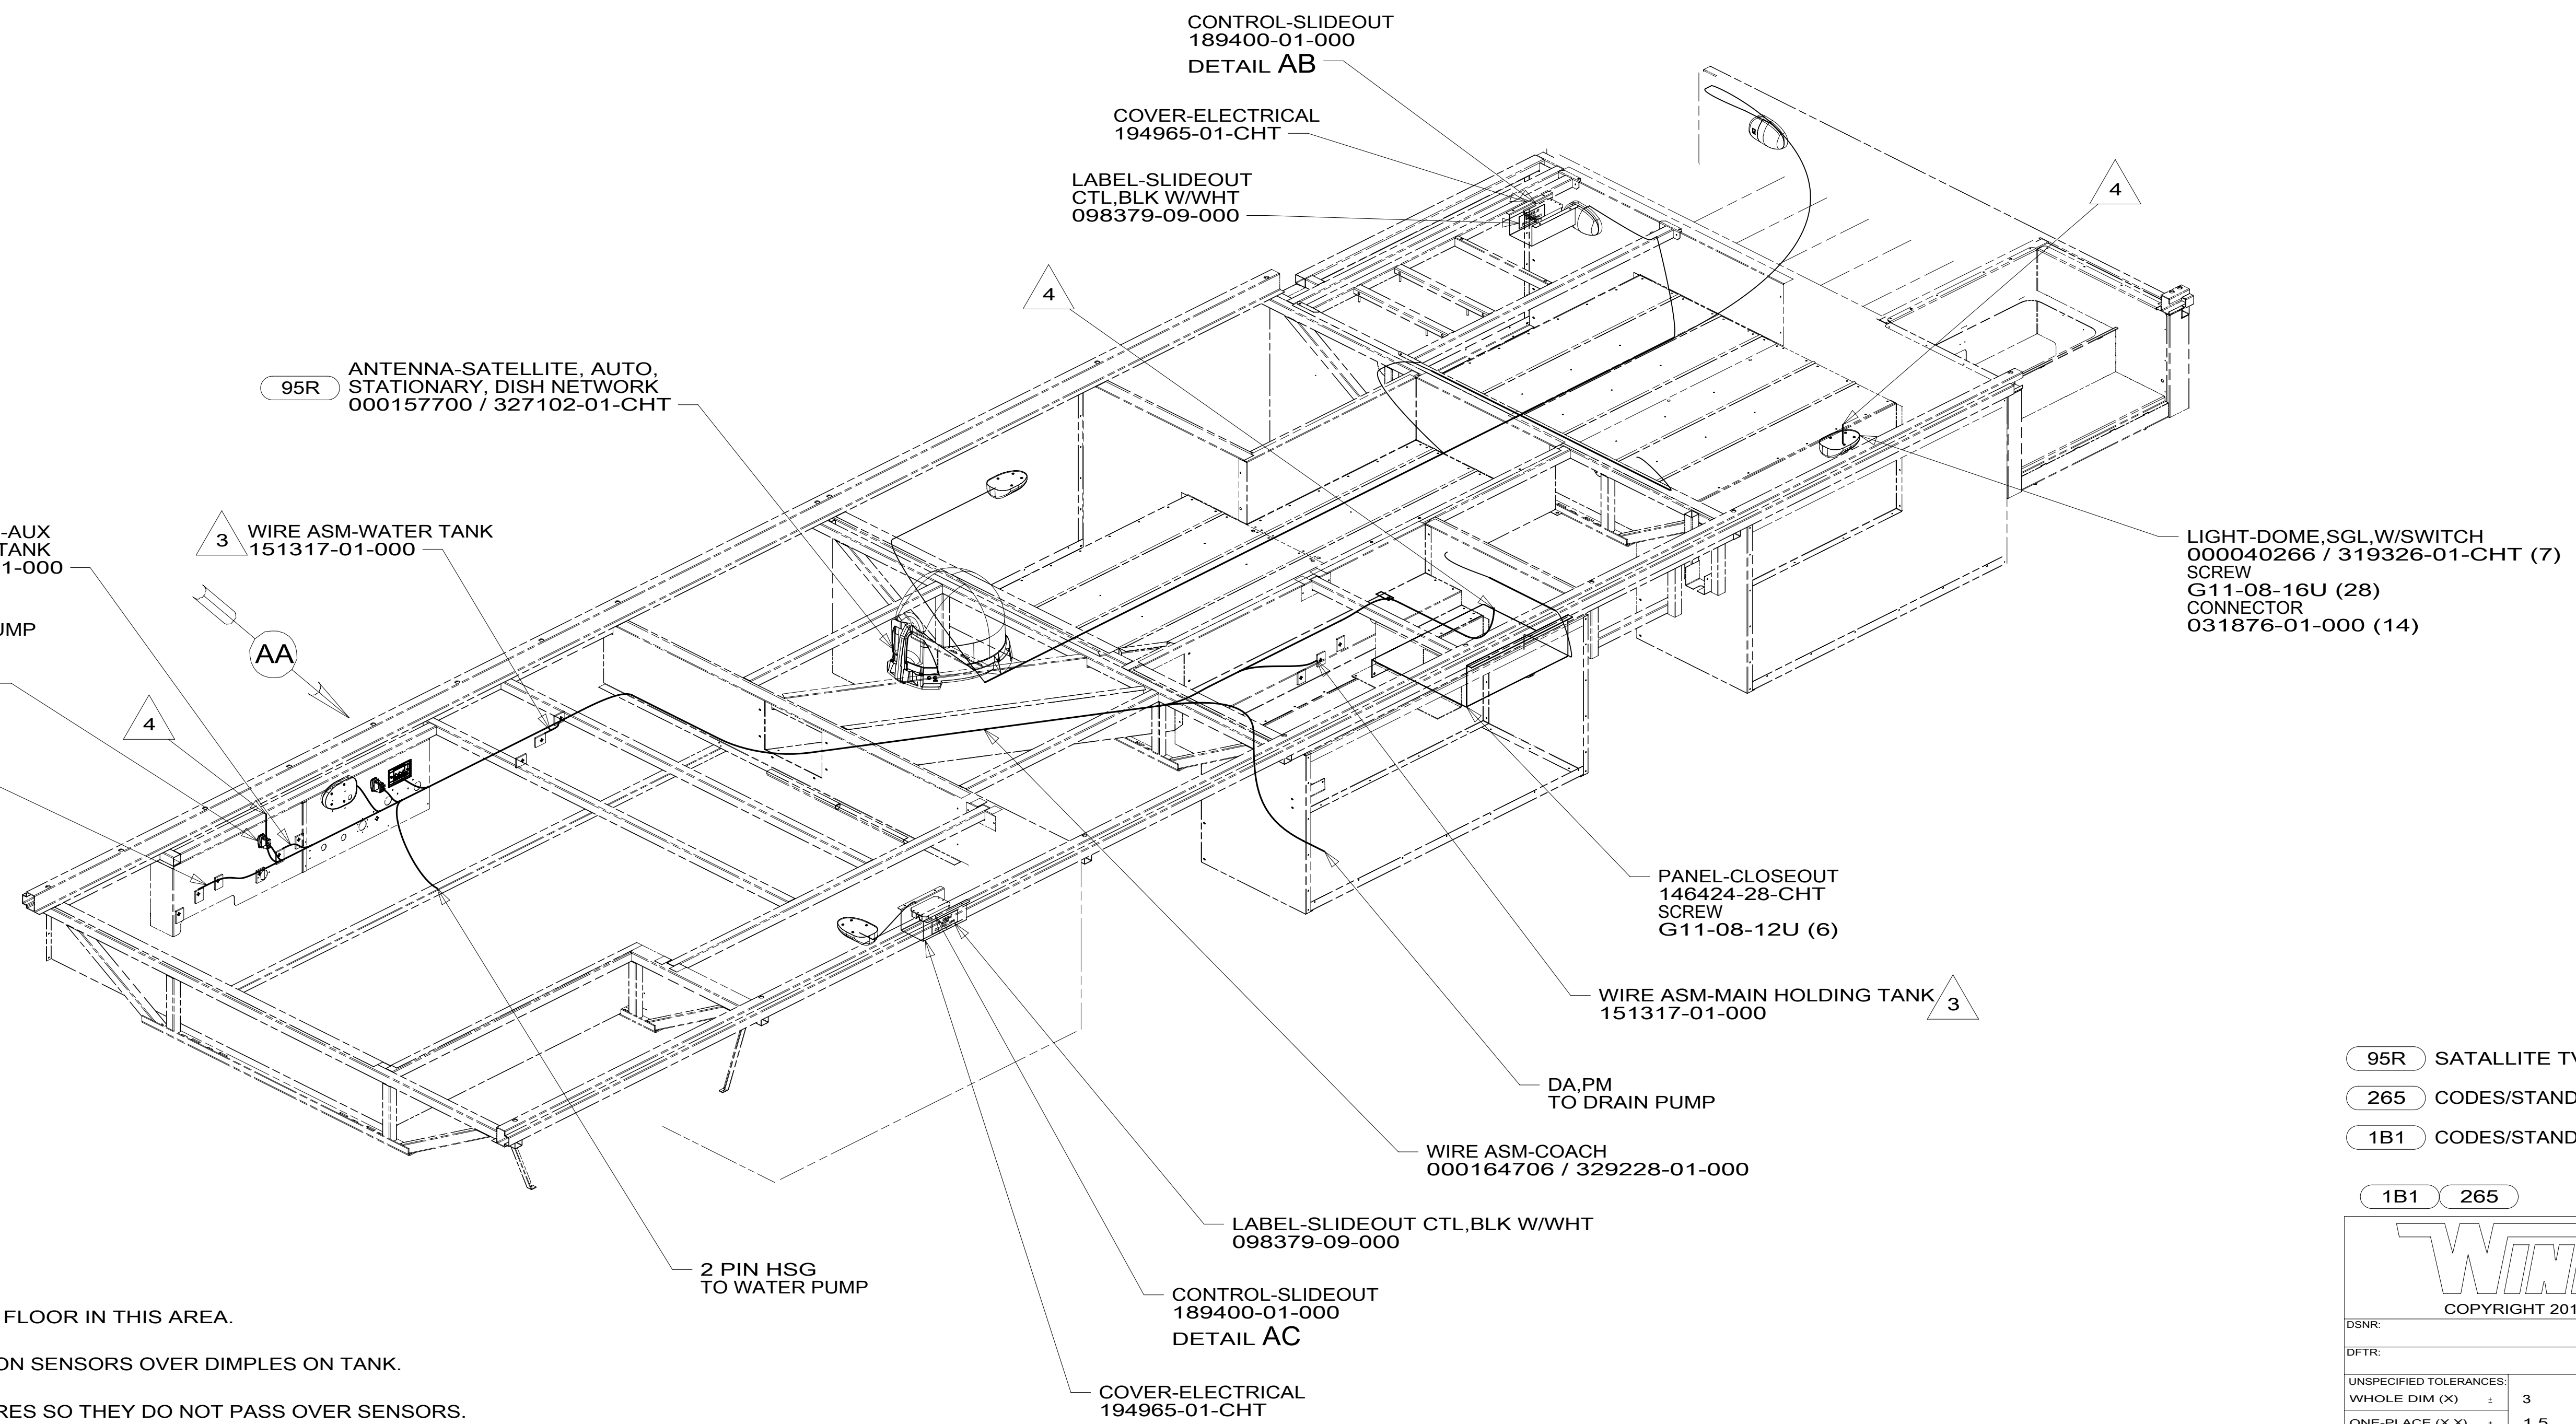 CONTROL-SLIDEOUT
189400-01-000
DETAIL AB
COVER-ELECTRICAL
194965-01-CHT
LABEL-SLIDEOUT
CTL,BLK W/WHT
098379-09-000
4
4
95R
ANTENNA-SATELLITE, AUTO,
STATIONARY, DISH NETWORK
000157700 / 327102-01-CHT
-AUX
TANK
1-000
3
WIRE ASM-WATER TANK
151317-01-000
UMP
AA
4
LIGHT-DOME,SGL,W/SWITCH
000040266 / 319326-01-CHT (7)
SCREW
G11-08-16U (28)
CONNECTOR
031876-01-000 (14)
PANEL-CLOSEOUT
146424-28-CHT
SCREW
G11-08-12U (6)
WIRE ASM-MAIN HOLDING TANK
151317-01-000
3
DA,PM
TO DRAIN PUMP
WIRE ASM-COACH
000164706 / 329228-01-000
LABEL-SLIDEOUT CTL,BLK W/WHT
098379-09-000
2 PIN HSG
TO WATER PUMP
CONTROL-SLIDEOUT
189400-01-000
DETAIL AC
COVER-ELECTRICAL
194965-01-CHT
FLOOR IN THIS AREA.
ON SENSORS OVER DIMPLES ON TANK.
RES SO THEY DO NOT PASS OVER SENSORS.
95R SATALLITE TV
265 CODES/STAND
1B1 CODES/STAND
1B1 265
WIN
COPYRIGHT 201
DSNR:
DFTR:
UNSPECIFIED TOLERANCES:
WHOLE DIM (X) ± 3
ONE-PLACE (X.X) ± 1.5